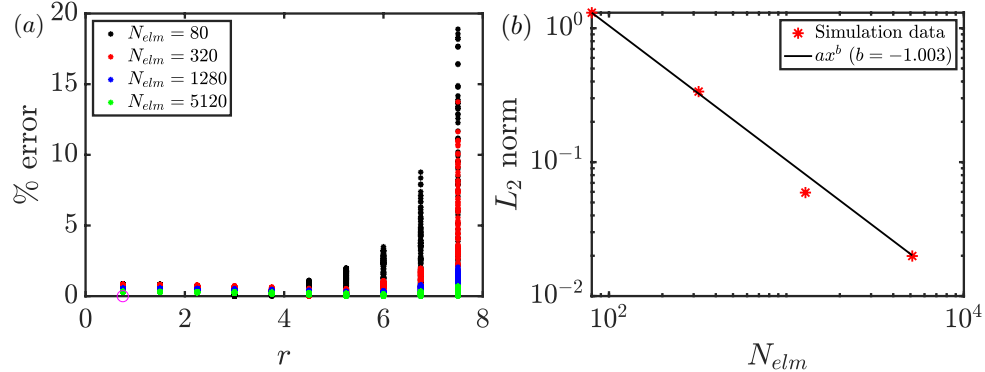 (a)
N_elm = 80
N_elm = 320
N_elm = 1280
N_elm = 5120
% error
20
15
10
5
0
0 2 4 6 8
r
(b)
Simulation data
ax^b (b = −1.003)
L_2 norm
10^0
10^-1
10^-2
10^2 10^4
N_elm